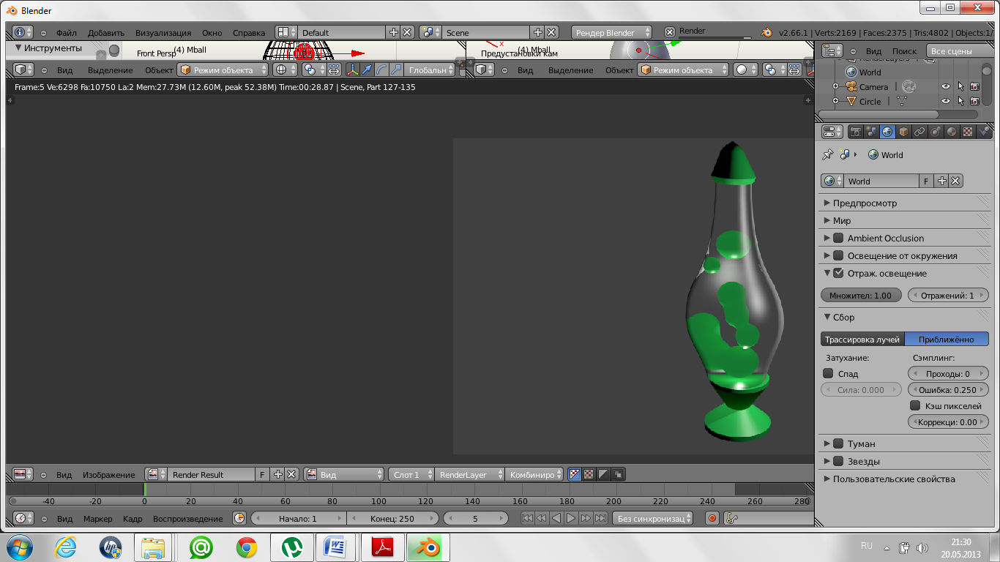 Blender
Файл Добавить Визуализация Окно Справка Default Scene Рендер Blender Render v2.66.1 | Verts:2169 | Faces:2375 | Tris:4802 | Objects:1/
Инструменты Front Persp (4) Mball Предустановки кам (4) Mball Вид Поиск Все сцены
Вид Выделение Объект Режим объекта Глобальн Вид Выделение Объект Режим объекта
World
Camera
Circle
Frame:5 Ve:6298 Fa:10750 La:2 Mem:27.73M (12.60M, peak 52.38M) Time:00:28.87 | Scene, Part 127-135
World
World F
Предпросмотр
Мир
Ambient Occlusion
Освещение от окружения
Отраж. освещение
Множител: 1.00 Отражений: 1
Сбор
Трассировка лучей Приближённо
Затухание: Сэмплинг:
Спад Проходы: 0
Сила: 0.000 Ошибка: 0.250
Кэш пикселей
Коррекци: 0.00
Туман
Звезды
Пользовательские свойства
Вид Изображение Render Result F Вид Слот 1 RenderLayer Комбиниро
-40 -20 0 20 40 60 80 100 120 140 160 180 200 220 240 260 280
Вид Маркер Кадр Воспроизведение Начало: 1 Конец: 250 5 Без синхронизац
RU 21:30
20.05.2013